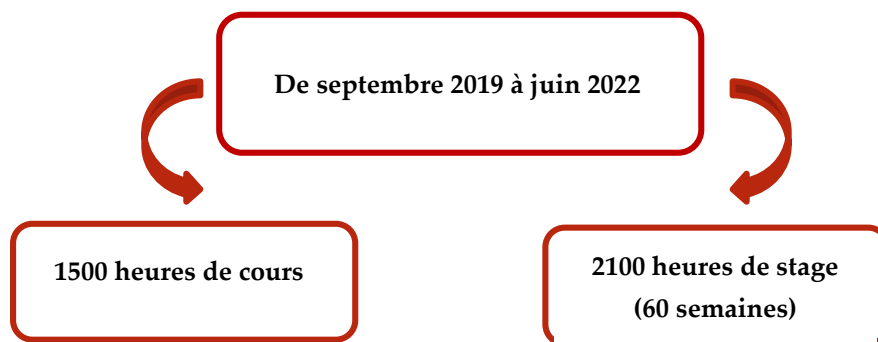 De septembre 2019 à juin 2022
1500 heures de cours
2100 heures de stage
(60 semaines)